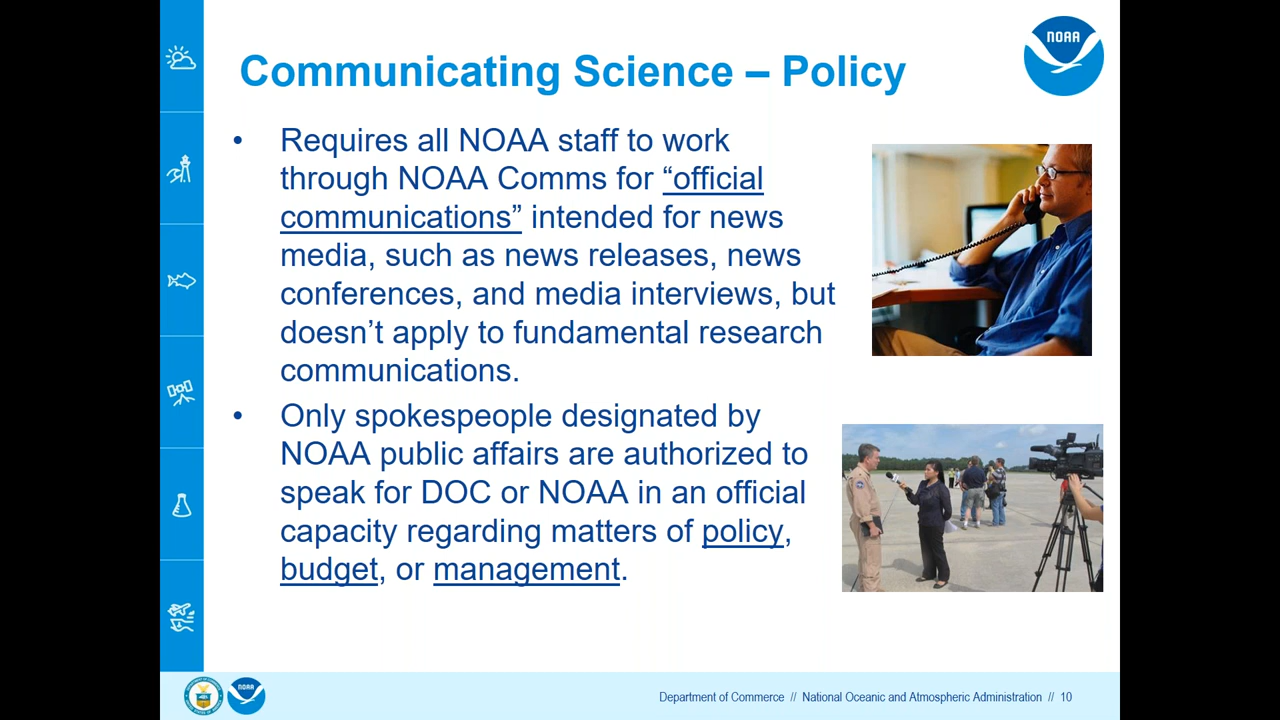 Communicating Science – Policy
NOAA
• Requires all NOAA staff to work
through NOAA Comms for “official
communications” intended for news
media, such as news releases, news
conferences, and media interviews, but
doesn’t apply to fundamental research
communications.
• Only spokespeople designated by
NOAA public affairs are authorized to
speak for DOC or NOAA in an official
capacity regarding matters of policy,
budget, or management.
NOAA
Department of Commerce // National Oceanic and Atmospheric Administration // 10